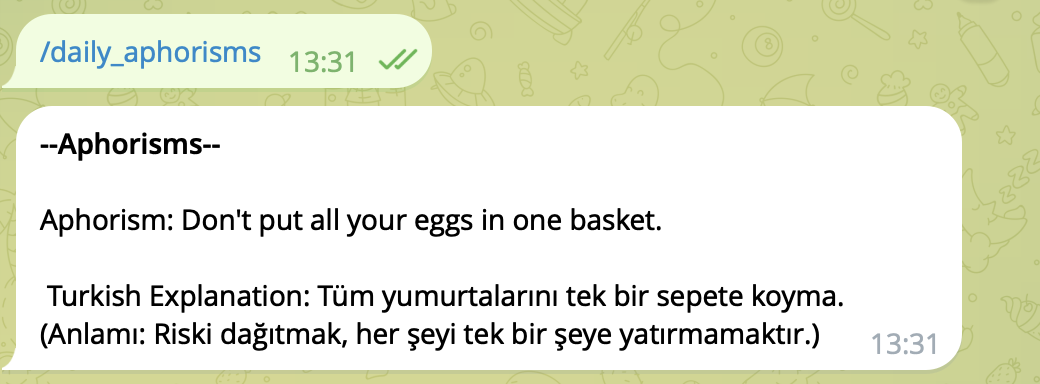 /daily_aphorisms 13:31
--Aphorisms--
Aphorism: Don't put all your eggs in one basket.
Turkish Explanation: Tüm yumurtalarını tek bir sepete koyma.
(Anlamı: Riski dağıtmak, her şeyi tek bir şeye yatırmamaktır.) 13:31